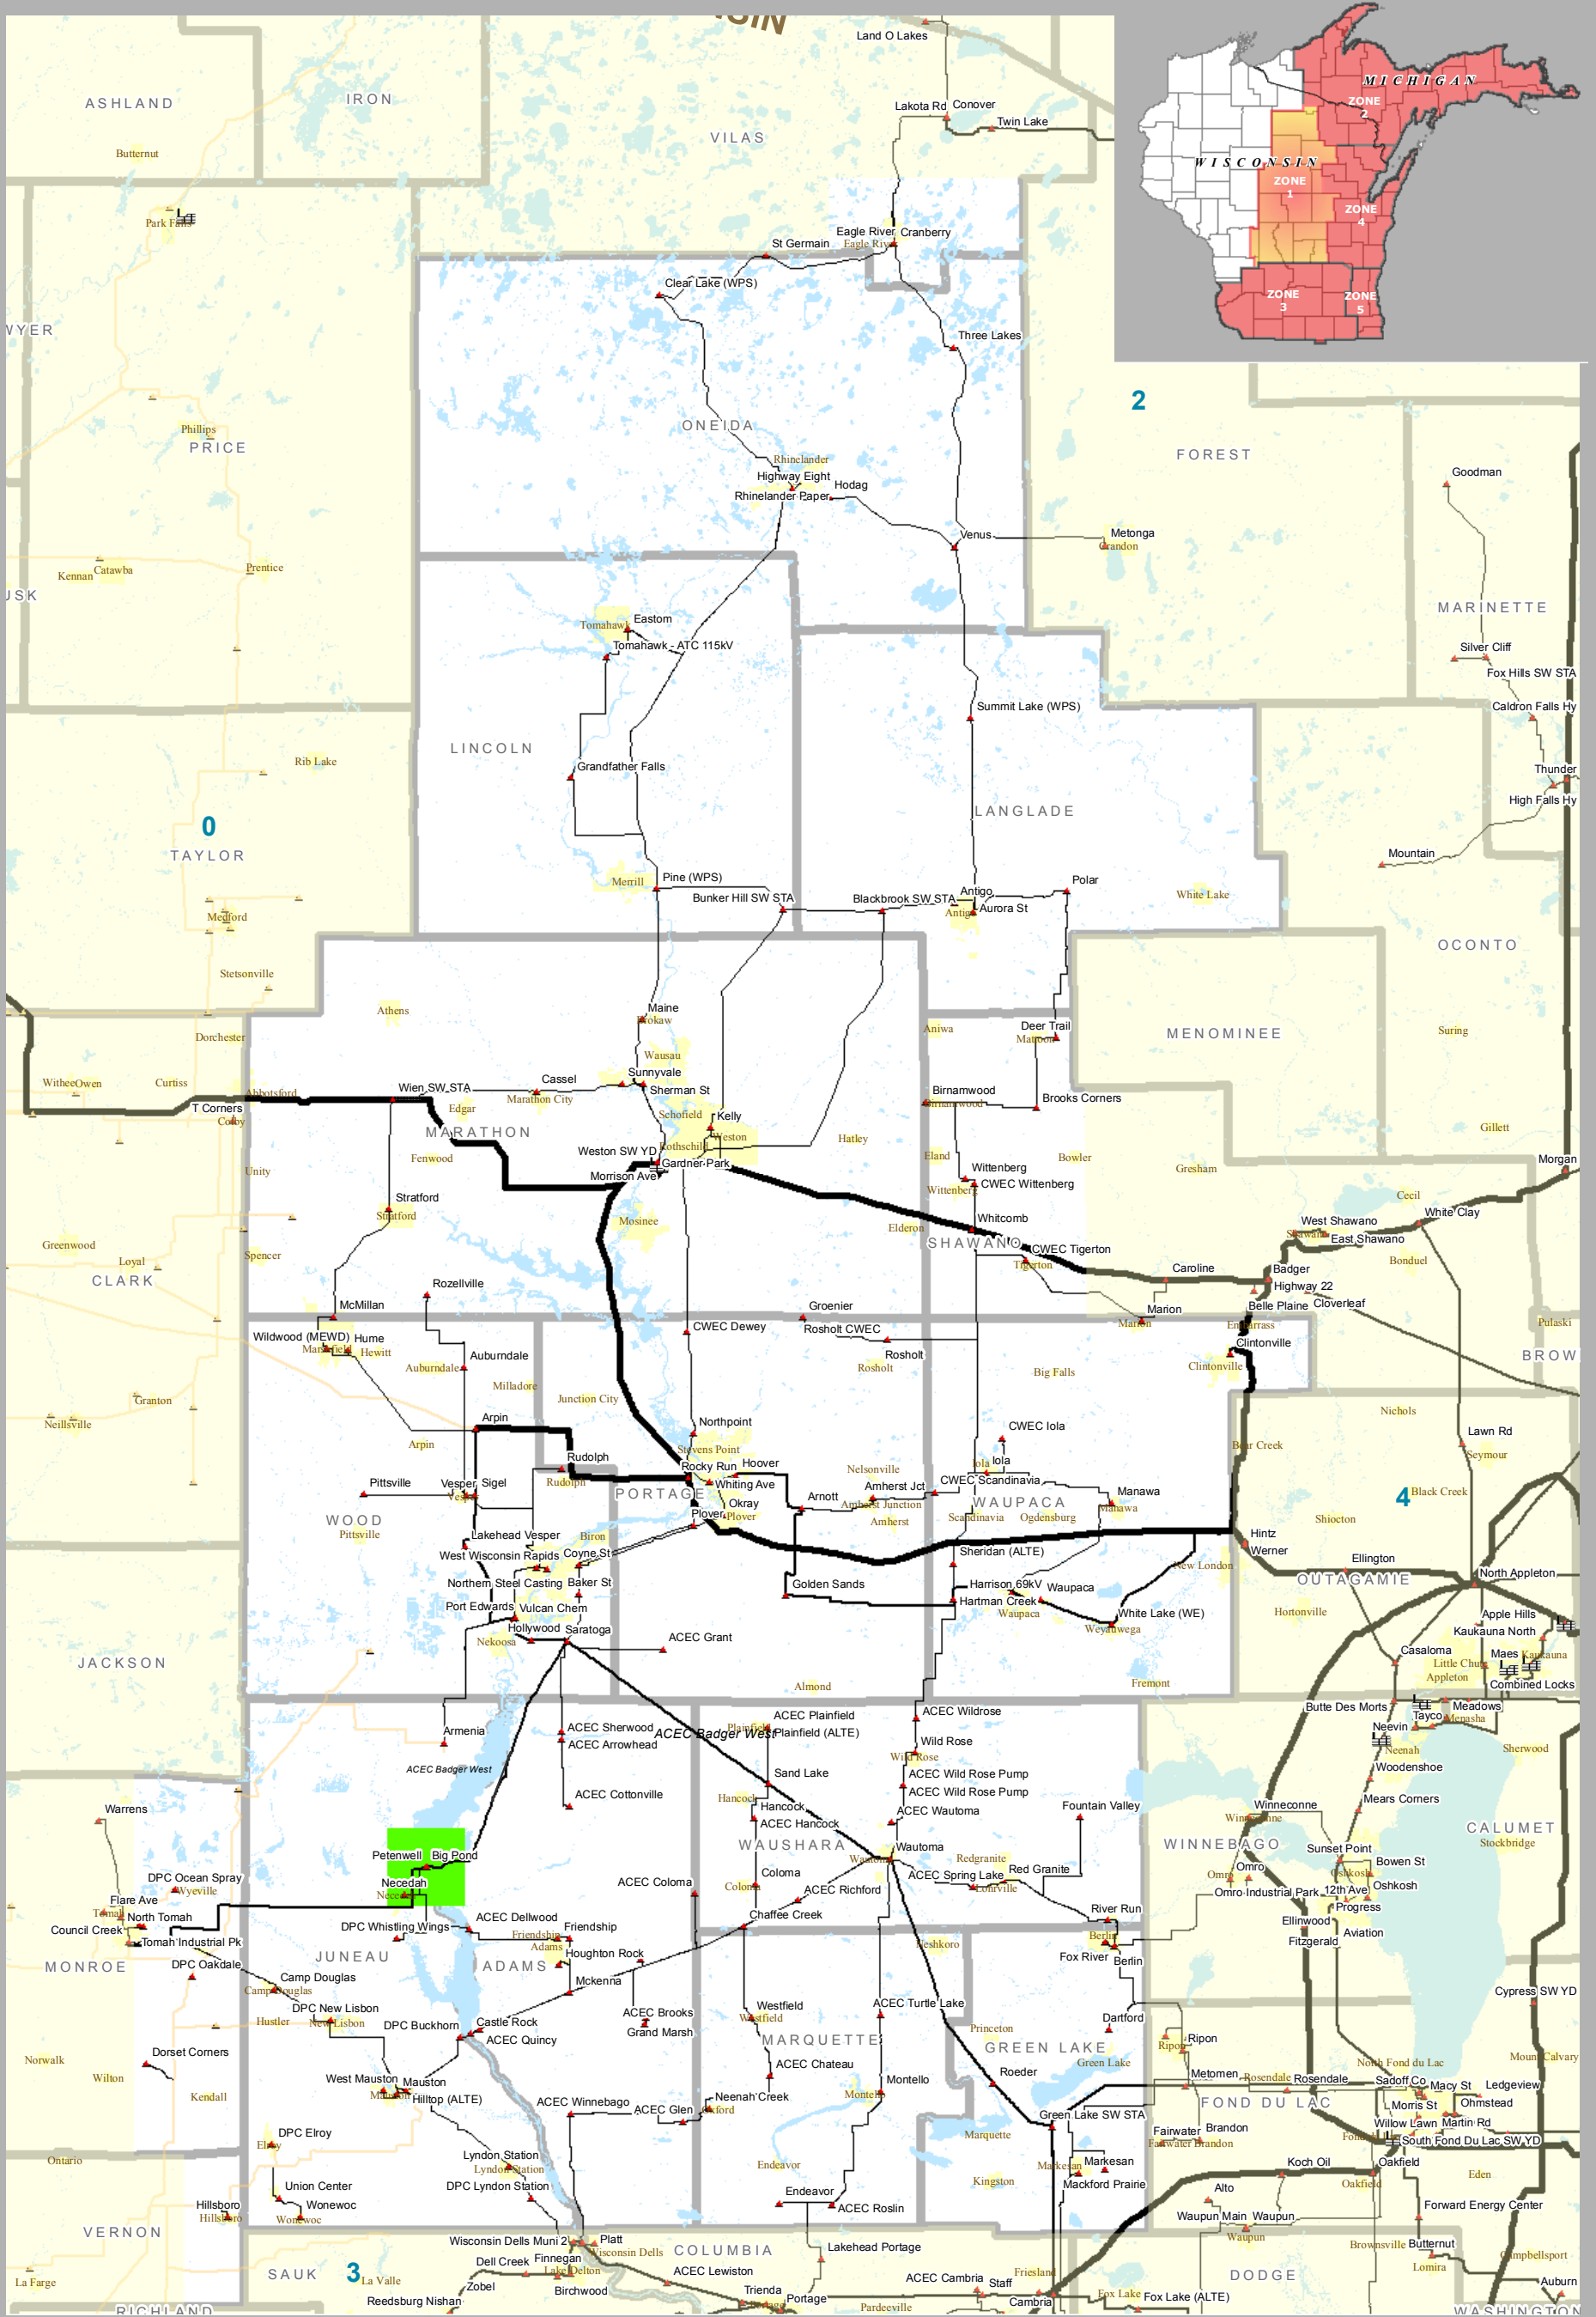 Land O Lakes
ASHLAND
IRON
VILAS
Butternut
Lakota Rd
Conover
Twin Lake
MICHIGAN
WISCONSIN
ZONE
2
ZONE
1
ZONE
4
ZONE
3
ZONE
5
Park Falls
Eagle River
Cranberry
St Germain
Clear Lake (WPS)
Three Lakes
2
ONEIDA
FOREST
Phillips
PRICE
Rhinelander
Highway Eight
Rhinelander Paper
Hodag
Goodman
Venus
Metonga
Crandon
Kennan
Catawba
Prentice
MARINETTE
Tomahawk
Eastom
Tomahawk - ATC 115kV
Silver Cliff
Fox Hills SW STA
Caldron Falls Hy
Summit Lake (WPS)
LINCOLN
Rib Lake
Grandfather Falls
Thunder
High Falls Hy
0
TAYLOR
LANGLADE
Mountain
Merrill
Pine (WPS)
Bunker Hill SW STA
Blackbrook SW STA
Antigo
Aurora St
Polar
White Lake
Medford
OCONTO
Stetsonville
Athens
Maine
Brokaw
Aniwa
Deer Trail
Mattoon
MENOMINEE
Suring
Dorchester
Wausau
Withee
Owen
Curtiss
Abbotsford
Wien SW STA
Cassel
Marathon City
Sunnyvale
Sherman St
T Corners
Colby
Edgar
MARATHON
Schofield
Kelly
Weston
Birnamwood
Brooks Corners
Gillett
Unity
Fenwood
Rothschild
Weston SW YD
Gardner Park
Morrison Ave
Hatley
Eland
Bowler
Gresham
Morgan
Wittenberg
CWEC Wittenberg
Stratford
Mosinee
Elderon
Whitcomb
SHAWANO
Cecil
White Clay
West Shawano
East Shawano
Greenwood
Loyal
CLARK
Spencer
CWEC Tigerton
Tigerton
Bonduel
Rozellville
Caroline
Badger
Highway 22
McMillan
Groenier
Marion
Belle Plaine
Cloverleaf
Embarrass
Pulaski
Wildwood (MEWD)
Hume
Hewitt
CWEC Dewey
Rosholt CWEC
Rosholt
Clintonville
Auburndale
Big Falls
Milladore
Junction City
Granton
Neillsville
Arpin
Northpoint
Stevens Point
CWEC Iola
Nichols
Bear Creek
Lawn Rd
Seymour
Rudolph
Rocky Run
Hoover
Whiting Ave
Nelsonville
Iola
Pittsville
Vesper
Sigel
PORTAGE
Amherst Jct
CWEC Scandinavia
Manawa
4
Black Creek
Okray
Plover
Arnott
Amherst Junction
Amherst
WAUPACA
Scandinavia
Ogdensburg
Shiocton
WOOD
Lakehead Vesper
Biron
West Wisconsin Rapids
Coyne St
Sheridan (ALTE)
Hintz
Werner
New London
Ellington
OUTAGAMIE
North Appleton
Northern Steel Casting
Baker St
Golden Sands
Harrison 69kV
Waupaca
Hartman Creek
White Lake (WE)
Weyauwega
Hortonville
Port Edwards
Vulcan Chem
Hollywood
Saratoga
Nekoosa
ACEC Grant
Apple Hills
Kaukauna North
Kaukauna
Casaloma
Little Chute
Maes
Appleton
Combined Locks
JACKSON
Almond
Fremont
Armenia
ACEC Sherwood
ACEC Arrowhead
ACEC Badger West
ACEC Plainfield
Plainfield
Plainfield (ALTE)
ACEC Wildrose
Butte Des Morts
Meadows
Tayco
Menasha
Neevin
Neenah
Sherwood
Wild Rose
ACEC Badger West
Sand Lake
ACEC Wild Rose Pump
ACEC Wild Rose Pump
Woodenshoe
Warrens
ACEC Cottonville
Hancock
ACEC Hancock
ACEC Wautoma
Fountain Valley
Mears Corners
Winneconne
CALUMET
Stockbridge
WAUSHARA
WINNEBAGO
Petenwell
Big Pond
Wautoma
Redgranite
Sunset Point
Bowen St
Necedah
Coloma
ACEC Coloma
ACEC Richford
ACEC Spring Lake
Red Granite
Lohrville
Omro
Oshkosh
Omro Industrial Park
12th Ave
Progress
DPC Ocean Spray
Wyeville
Flare Ave
Tomah
North Tomah
Council Creek
Tomah Industrial Pk
DPC Whistling Wings
ACEC Dellwood
Friendship
Adams
Chaffee Creek
River Run
Berlin
Fox River
Neshkoro
Ellinwood
Fitzgerald
Aviation
MONROE
JUNEAU
ADAMS
Houghton Rock
DPC Oakdale
Camp Douglas
Mckenna
Cypress SW YD
DPC New Lisbon
New Lisbon
Hustler
DPC Buckhorn
Castle Rock
ACEC Quincy
ACEC Brooks
Grand Marsh
Westfield
ACEC Turtle Lake
Dartford
MARQUETTE
Princeton
GREEN LAKE
Green Lake
Ripon
Norwalk
Wilton
Dorset Corners
Kendall
West Mauston
Mauston
Hilltop (ALTE)
ACEC Chateau
Montello
Roeder
Metomen
Rosendale
North Fond du Lac
Mount Calvary
Sadoff Co
Macy St
Ledgeview
Ohmstead
FOND DU LAC
Morris St
ACEC Winnebago
ACEC Glen
Neenah Creek
Oxford
Green Lake SW STA
Marquette
Fairwater
Brandon
Willow Lawn
Martin Rd
South Fond Du Lac SW YD
DPC Elroy
Elroy
Ontario
Lyndon Station
DPC Lyndon Station
Endeavor
Kingston
Markesan
Mackford Prairie
Koch Oil
Oakfield
Eden
Union Center
Wonewoc
Hillsboro
ACEC Roslin
Alto
Waupun Main
Waupun
Forward Energy Center
VERNON
Wisconsin Dells Muni 2
Platt
Wisconsin Dells
COLUMBIA
Lakehead Portage
Brownsville
Butternut
Lomira
Campbellsport
La Farge
SAUK
3
La Valle
Dell Creek
Finnegan
Lake Delton
Birchwood
Zobel
Reedsburg
Nishan
ACEC Lewiston
Trienda
Portage
ACEC Cambria
Staff
Cambria
Pardeeville
Friesland
Fox Lake
Fox Lake (ALTE)
DODGE
Auburn